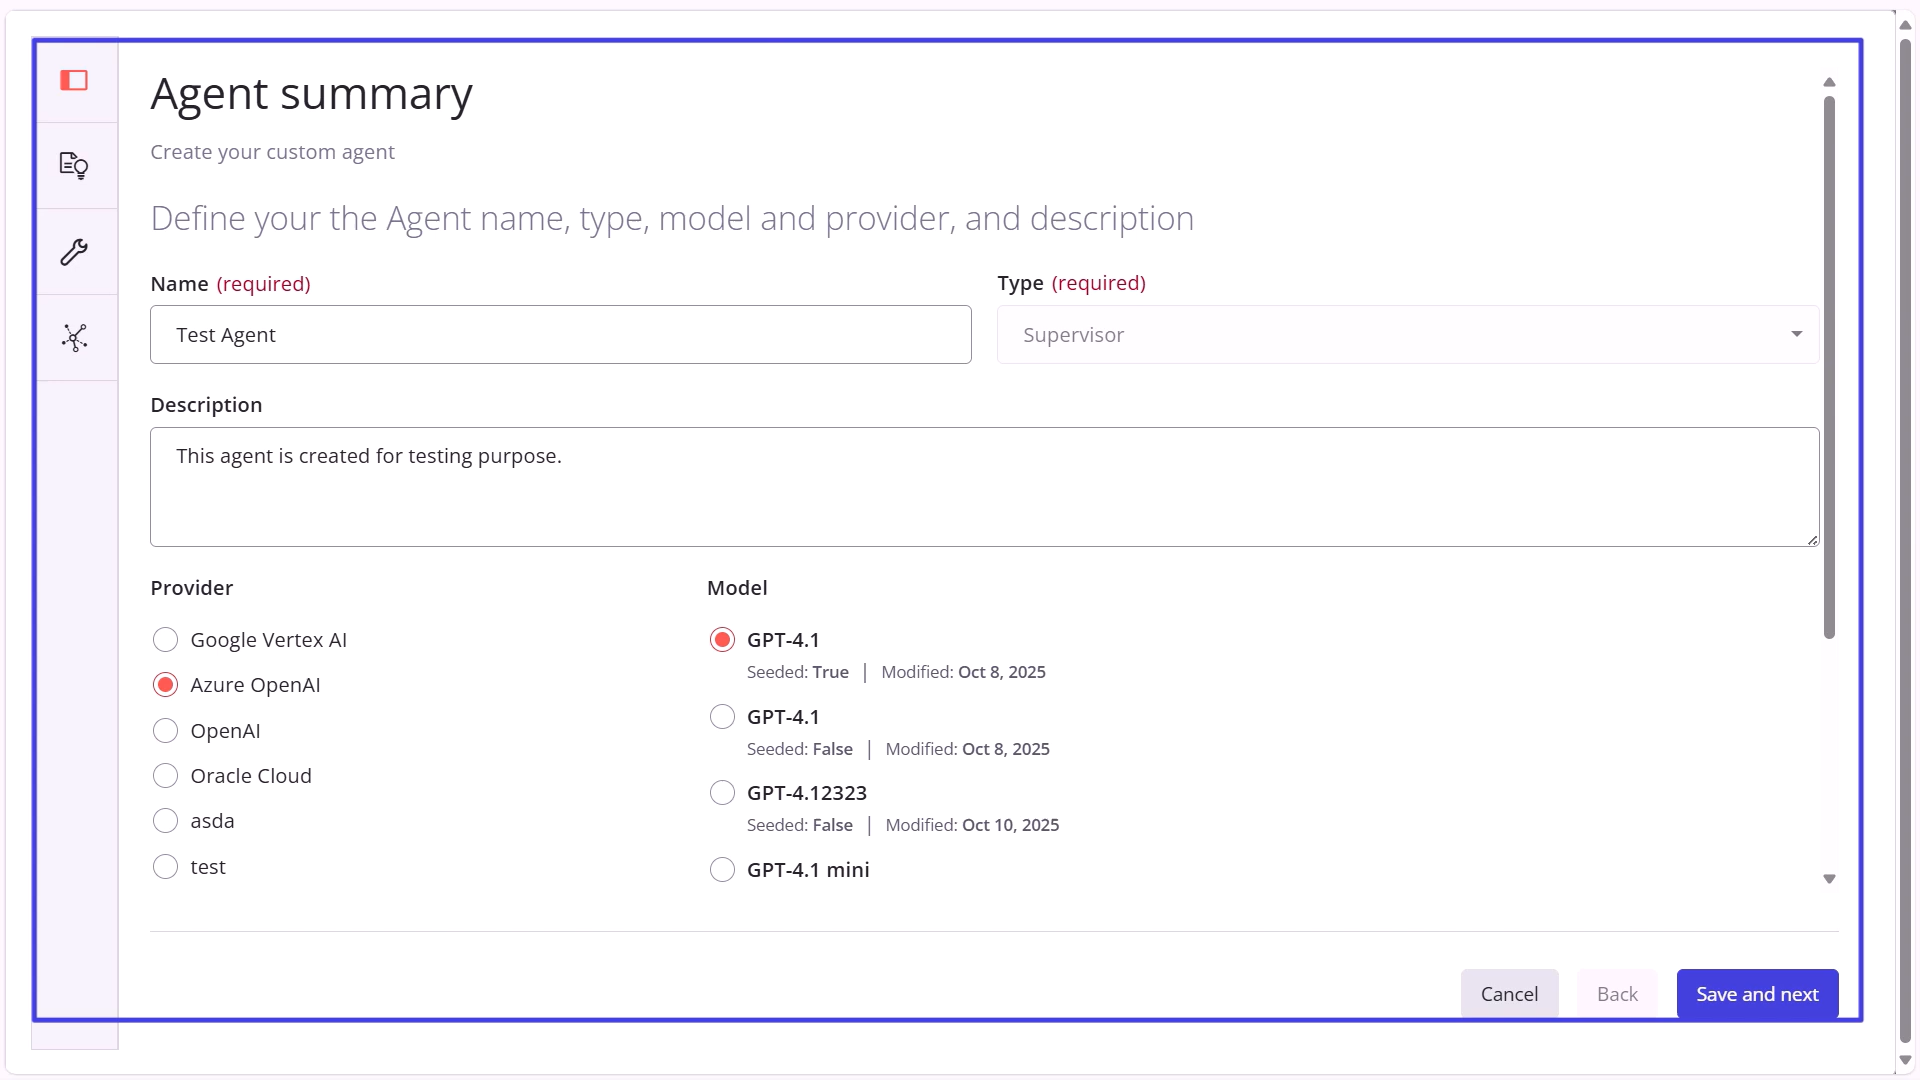 Agent summary
Create your custom agent
Define your the Agent name, type, model and provider, and description
Name (required)
Type (required)
Test Agent
Supervisor
Description
This agent is created for testing purpose.
Provider
Model
Google Vertex AI
Azure OpenAI
OpenAI
Oracle Cloud
asda
test
GPT-4.1
Seeded: True | Modified: Oct 8, 2025
GPT-4.1
Seeded: False | Modified: Oct 8, 2025
GPT-4.12323
Seeded: False | Modified: Oct 10, 2025
GPT-4.1 mini
Cancel
Back
Save and next